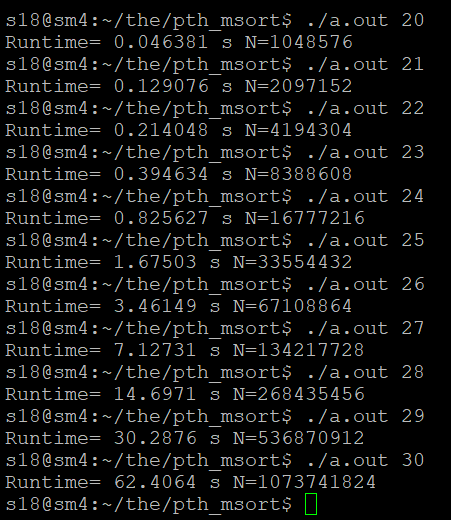 s18@sm4:~/the/pth_msort$ ./a.out 20
Runtime= 0.046381 s N=1048576
s18@sm4:~/the/pth_msort$ ./a.out 21
Runtime= 0.129076 s N=2097152
s18@sm4:~/the/pth_msort$ ./a.out 22
Runtime= 0.214048 s N=4194304
s18@sm4:~/the/pth_msort$ ./a.out 23
Runtime= 0.394634 s N=8388608
s18@sm4:~/the/pth_msort$ ./a.out 24
Runtime= 0.825627 s N=16777216
s18@sm4:~/the/pth_msort$ ./a.out 25
Runtime= 1.67503 s N=33554432
s18@sm4:~/the/pth_msort$ ./a.out 26
Runtime= 3.46149 s N=67108864
s18@sm4:~/the/pth_msort$ ./a.out 27
Runtime= 7.12731 s N=134217728
s18@sm4:~/the/pth_msort$ ./a.out 28
Runtime= 14.6971 s N=268435456
s18@sm4:~/the/pth_msort$ ./a.out 29
Runtime= 30.2876 s N=536870912
s18@sm4:~/the/pth_msort$ ./a.out 30
Runtime= 62.4064 s N=1073741824
s18@sm4:~/the/pth_msort$